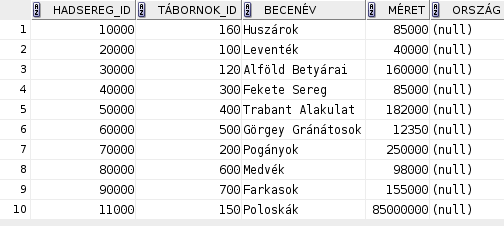 HADSEREG_ID TÁBORNOK_ID BECENÉV MÉRET ORSZÁG
1 10000 160 Huszárok 85000 (null)
2 20000 100 Leventék 40000 (null)
3 30000 120 Alföld Betyárai 160000 (null)
4 40000 300 Fekete Sereg 85000 (null)
5 50000 400 Trabant Alakulat 182000 (null)
6 60000 500 Görgey Gránátosok 12350 (null)
7 70000 200 Pogányok 250000 (null)
8 80000 600 Medvék 98000 (null)
9 90000 700 Farkasok 155000 (null)
10 11000 150 Poloskák 85000000 (null)